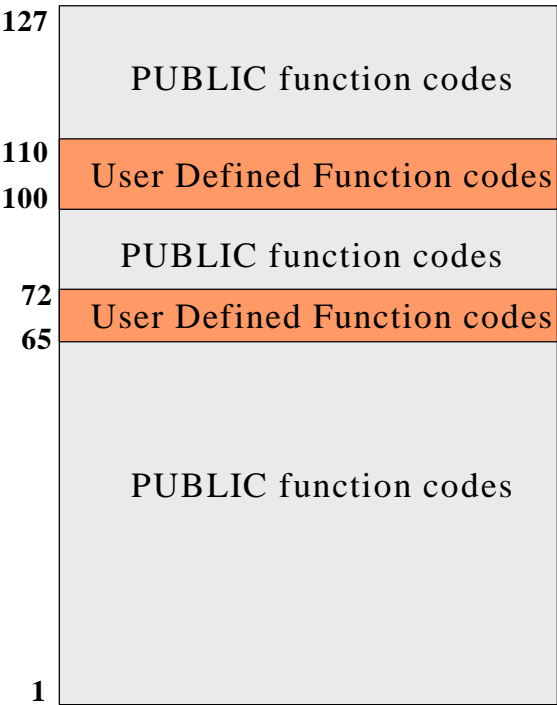 127
PUBLIC function codes
110
User Defined Function codes
100
PUBLIC function codes
72
User Defined Function codes
65
PUBLIC function codes
1